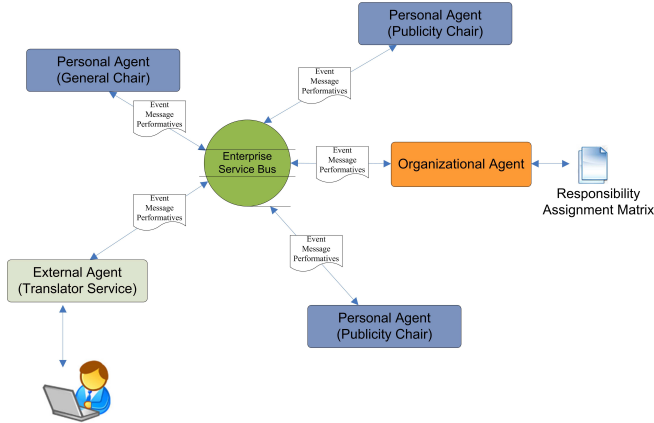 Personal Agent
(Publicity Chair)
Personal Agent
(General Chair)
Event
Message
Performatives
Event
Message
Performatives
Enterprise
Service Bus
Event
Message
Performatives
Organizational Agent
Responsibility
Assignment Matrix
Event
Message
Performatives
Event
Message
Performatives
External Agent
(Translator Service)
Personal Agent
(Publicity Chair)